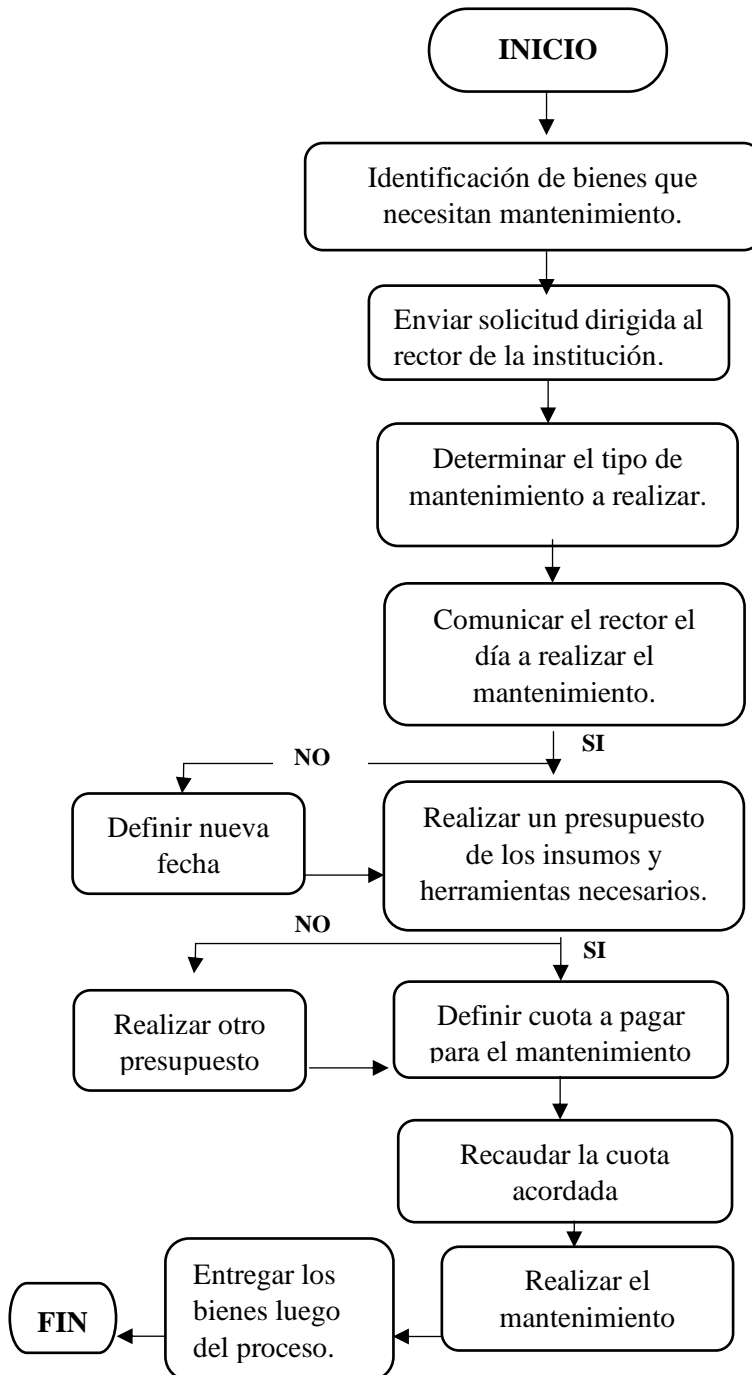 INICIO
Identificación de bienes que
necesitan mantenimiento.
Enviar solicitud dirigida al
rector de la institución.
Determinar el tipo de
mantenimiento a realizar.
Comunicar el rector el
día a realizar el
mantenimiento.
NO
SI
Definir nueva
fecha
Realizar un presupuesto
de los insumos y
herramientas necesarios.
NO
SI
Realizar otro
presupuesto
Definir cuota a pagar
para el mantenimiento
Recaudar la cuota
acordada
Realizar el
mantenimiento
Entregar los
bienes luego
del proceso.
FIN